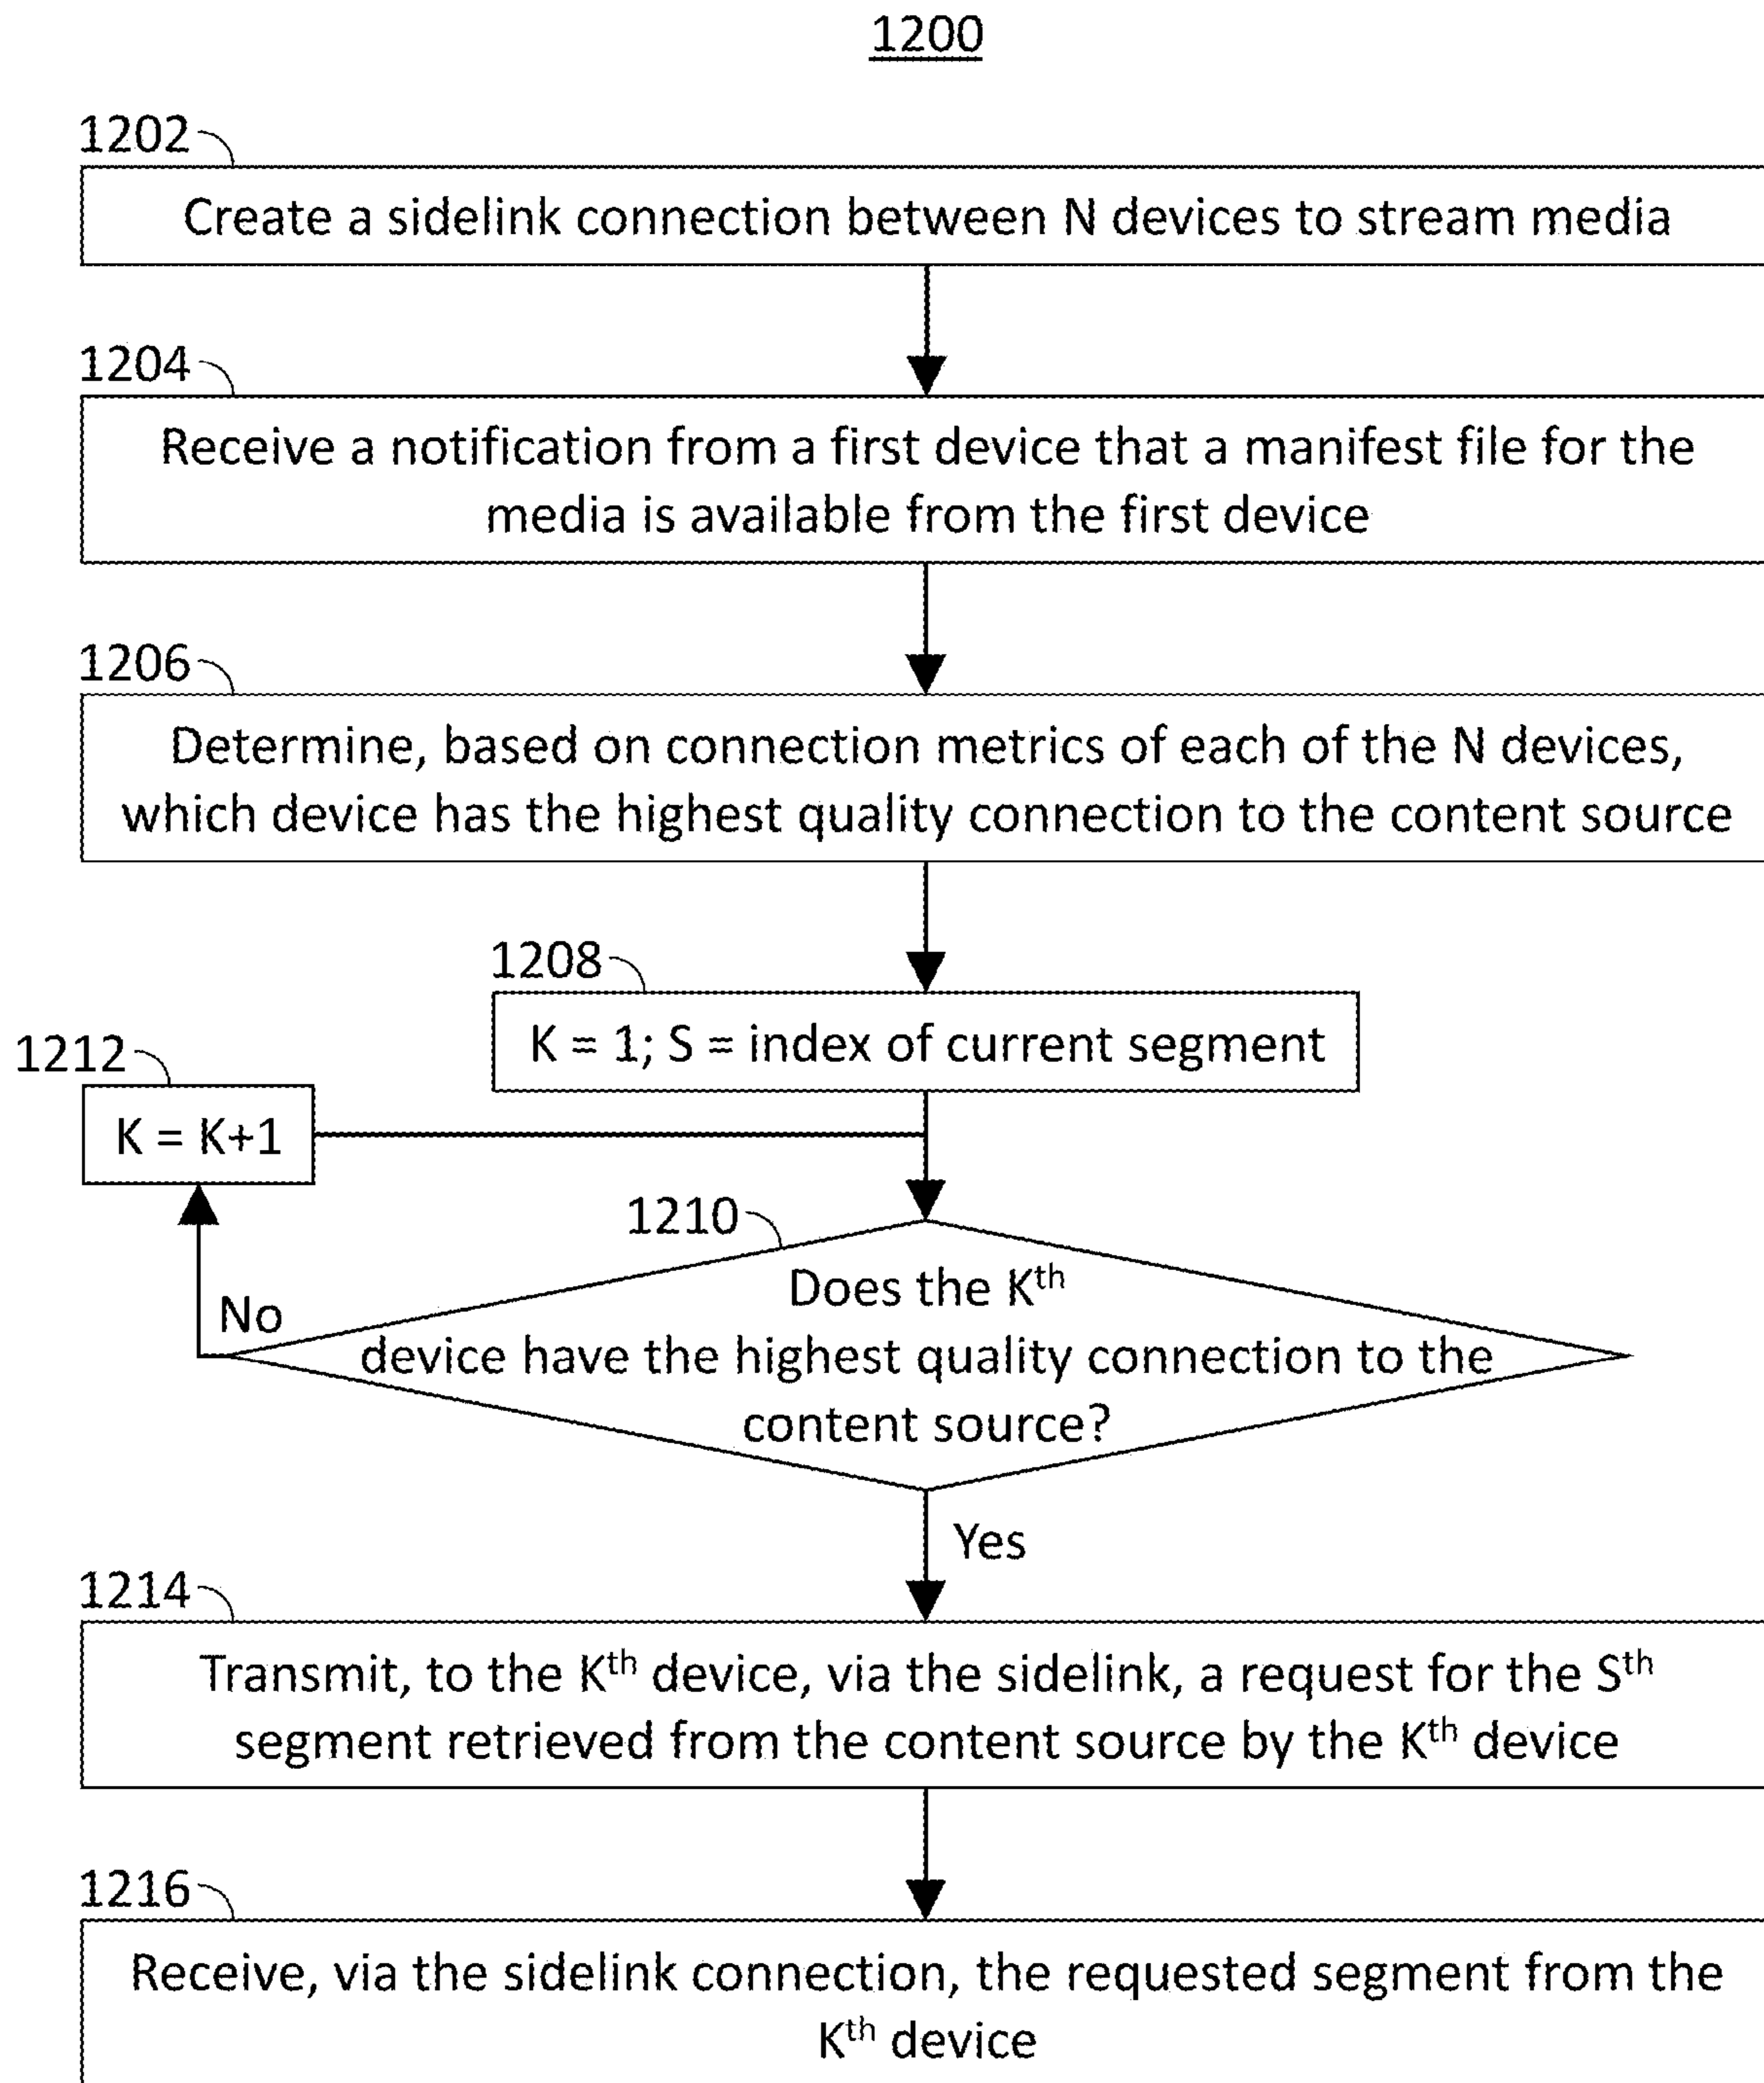 1200
1202
Create a sidelink connection between N devices to stream media
1204
Receive a notification from a first device that a manifest file for the
media is available from the first device
1206
Determine, based on connection metrics of each of the N devices,
which device has the highest quality connection to the content source
1208
K = 1; S = index of current segment
1212
K = K+1
1210
Does the Kth
device have the highest quality connection to the
content source?
No
Yes
1214
Transmit, to the Kth device, via the sidelink, a request for the Sth
segment retrieved from the content source by the Kth device
1216
Receive, via the sidelink connection, the requested segment from the
Kth device